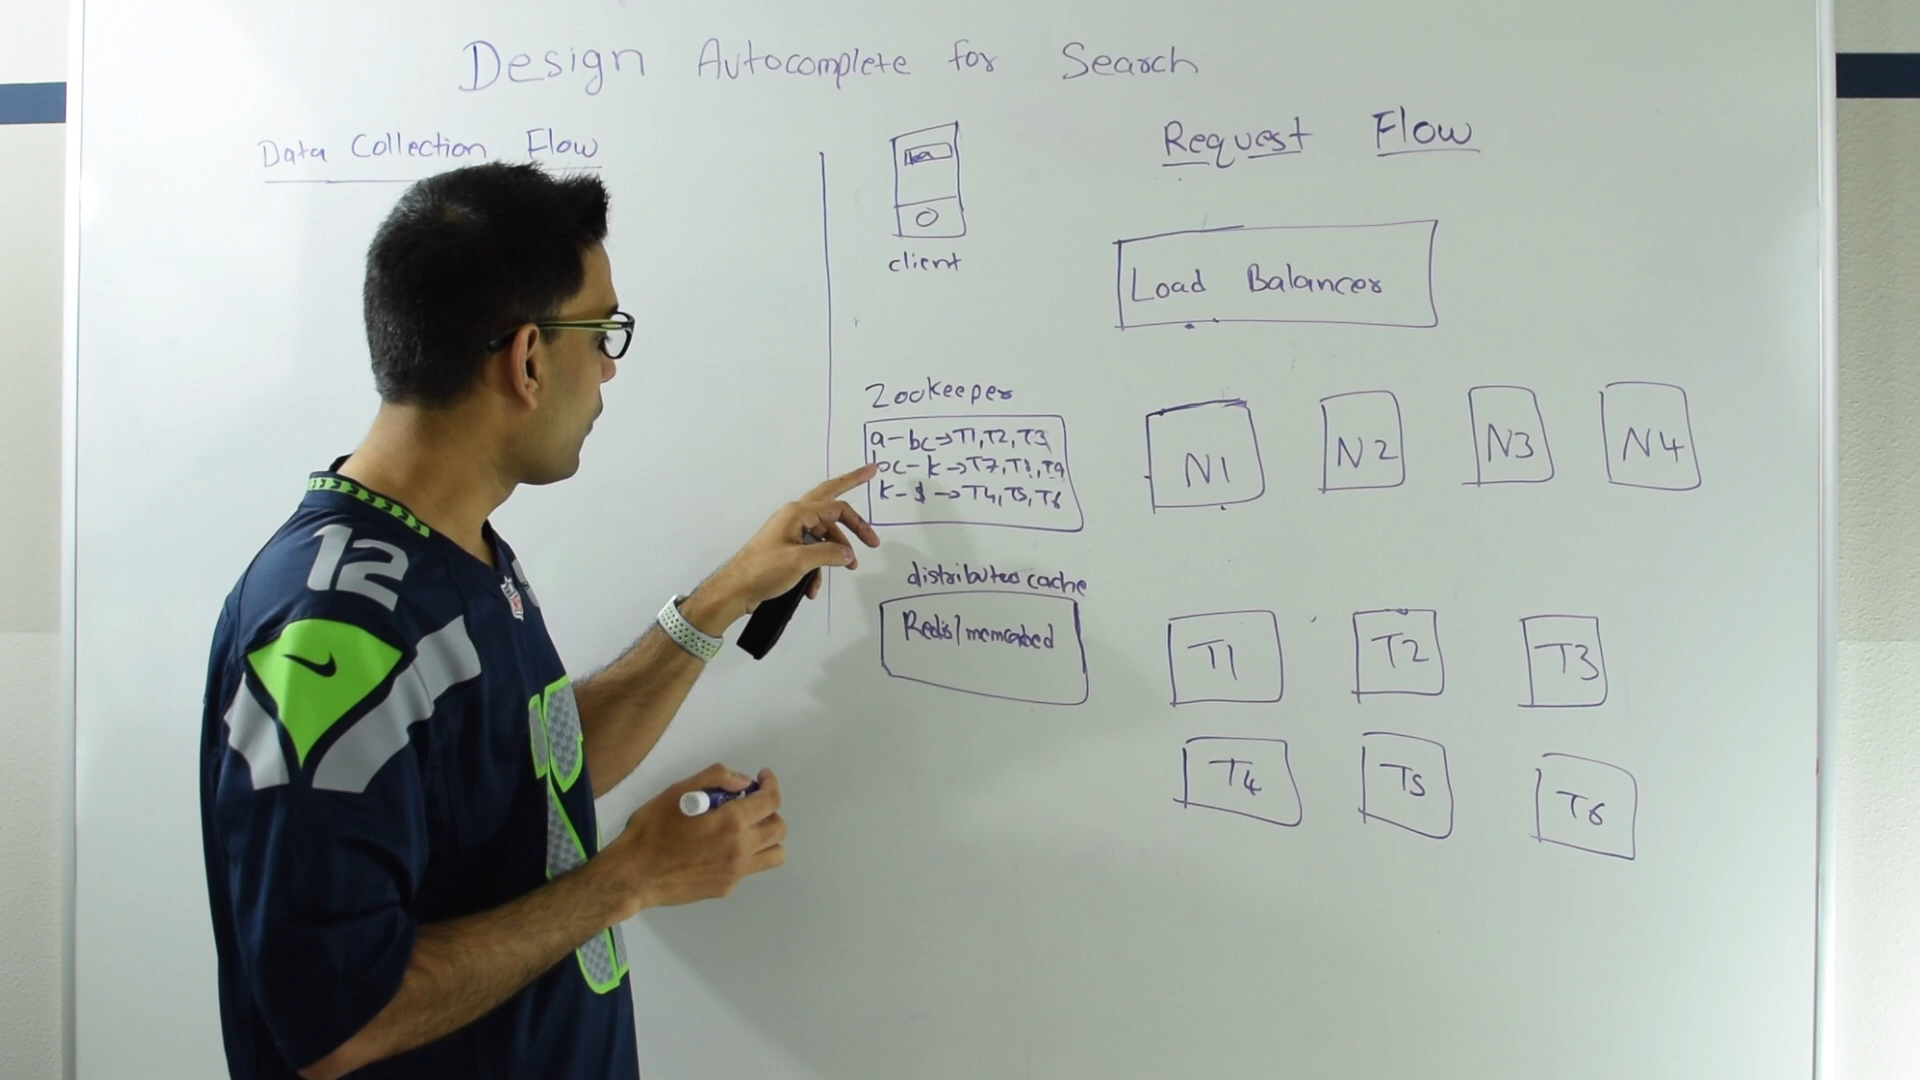 Design Autocomplete for Search
Data Collection Flow
Request Flow
client
Load Balancer
Zookeeper
a-bc→T1,T2,T3
bc-k→T7,T8,T9
k-$→T4,T5,T6
N1
N2
N3
N4
distributed cache
Redis/memcached
T1
T2
T3
T4
T5
T6
12
NFL